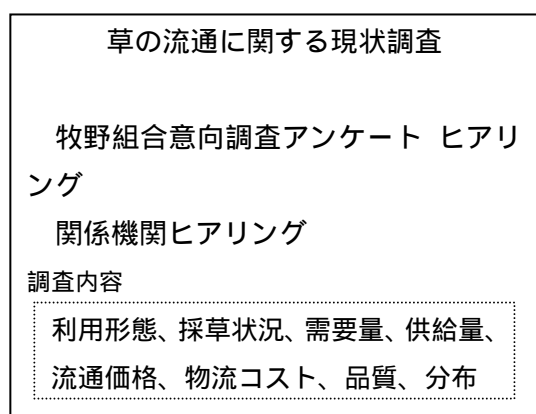 草の流通に関する現状調査
牧野組合意向調査アンケート ヒアリ
ング
関係機関ヒアリング
調査内容
利用形態、採草状況、需要量、供給量、
流通価格、物流コスト、品質、分布